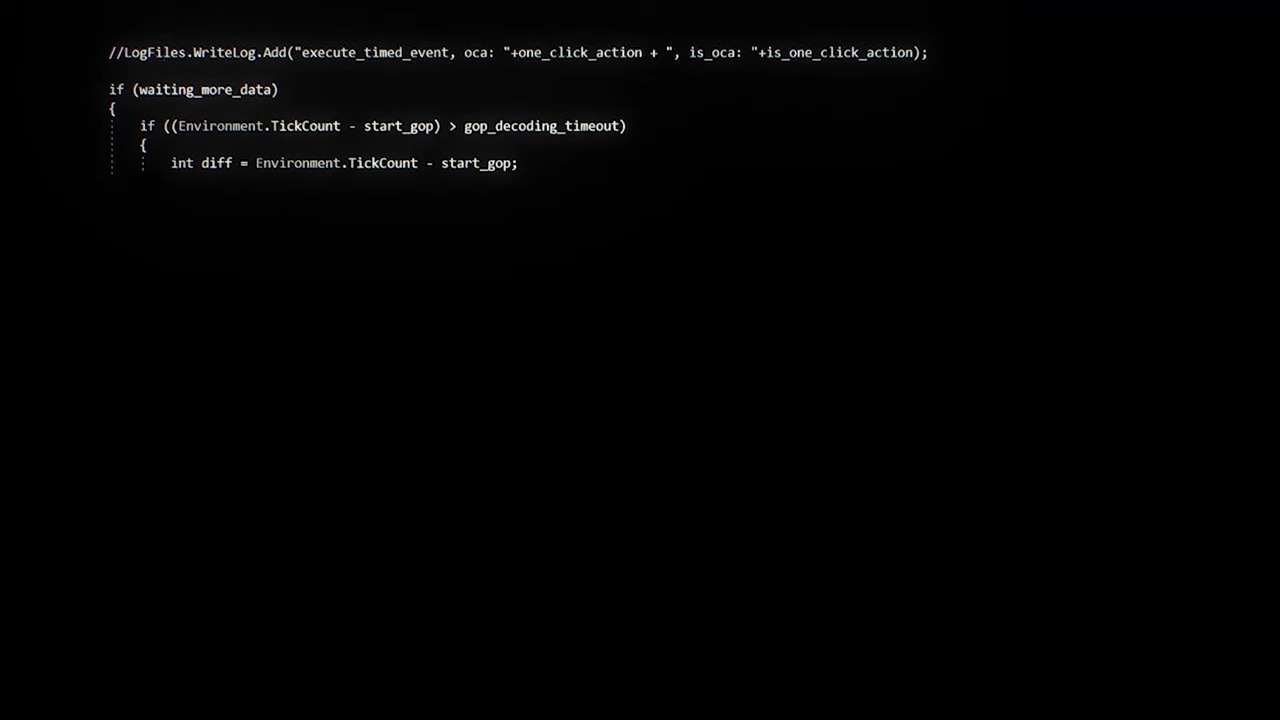 //LogFiles.WriteLog.Add("execute_timed_event, oca: "+one_click_action + ", is_oca: "+is_one_click_action);
if (waiting_more_data)
{
if ((Environment.TickCount - start_gop) > gop_decoding_timeout)
{
int diff = Environment.TickCount - start_gop;